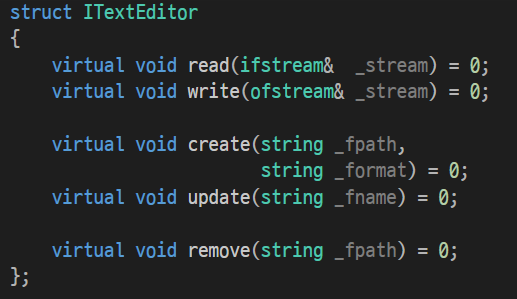 struct ITextEditor
{
    virtual void read(ifstream&  _stream) = 0;
    virtual void write(ofstream& _stream) = 0;

    virtual void create(string _fpath,
                        string _format) = 0;
    virtual void update(string _fname) = 0;

    virtual void remove(string _fpath) = 0;
};